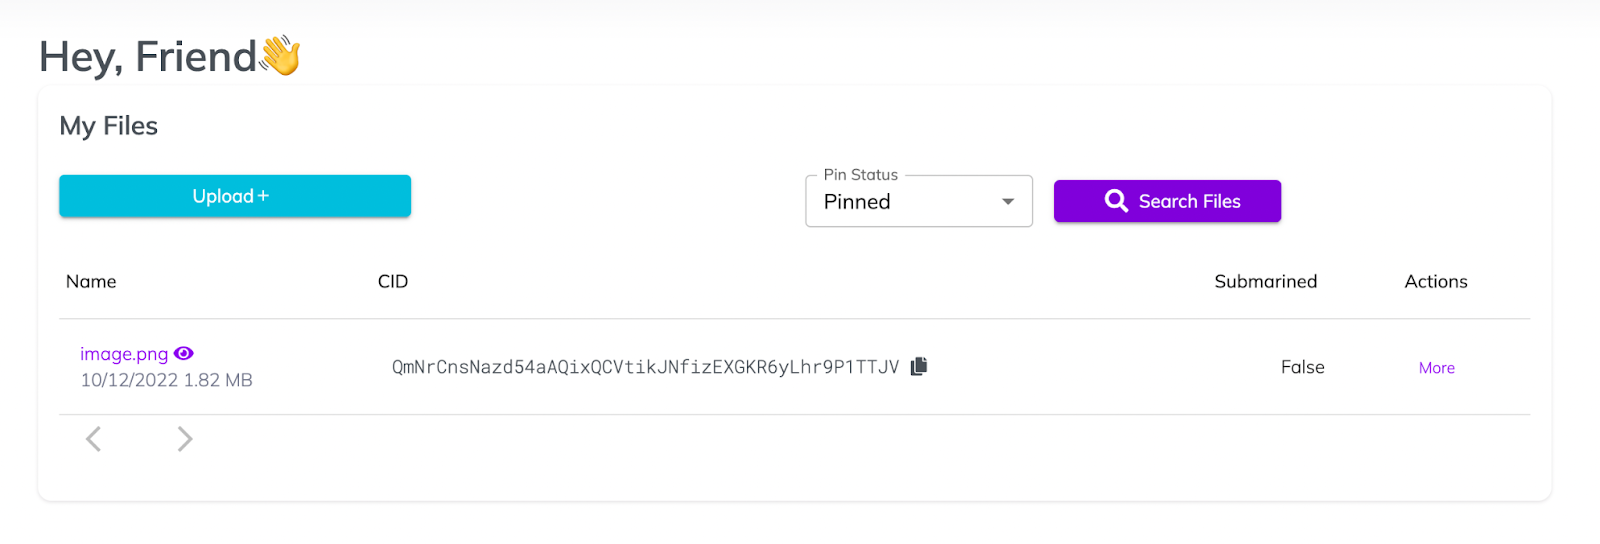 Hey, Friend👋
My Files
Upload+
Pin Status
Pinned
Search Files
Name CID Submarined Actions
image.png
QmNrCnsNazd54aAQixQCVtikJNfizEXGKR6yLhr9P1TTJV False More
10/12/2022 1.82 MB